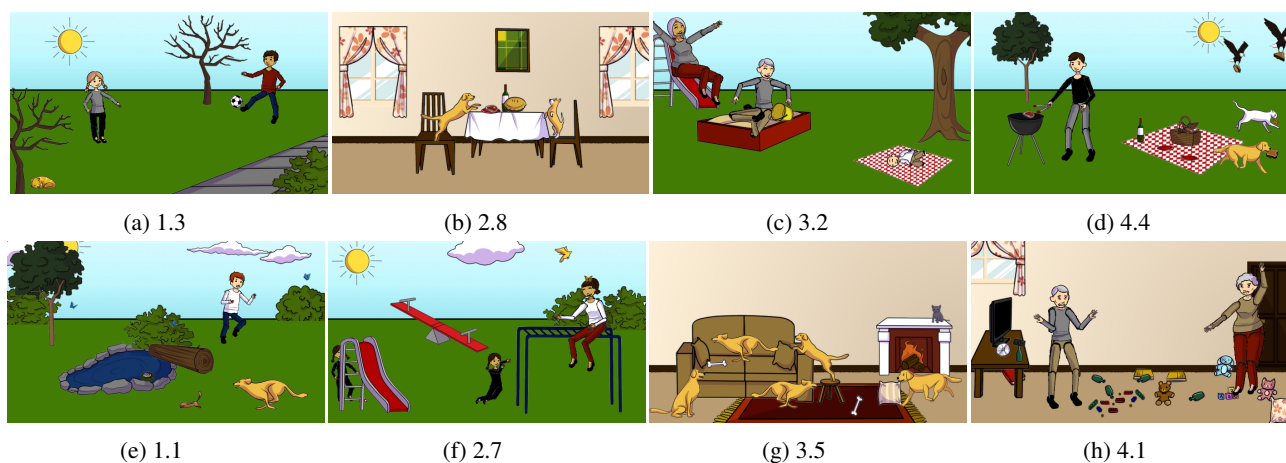 (a) 1.3
(b) 2.8
(c) 3.2
(d) 4.4
(e) 1.1
(f) 2.7
(g) 3.5
(h) 4.1